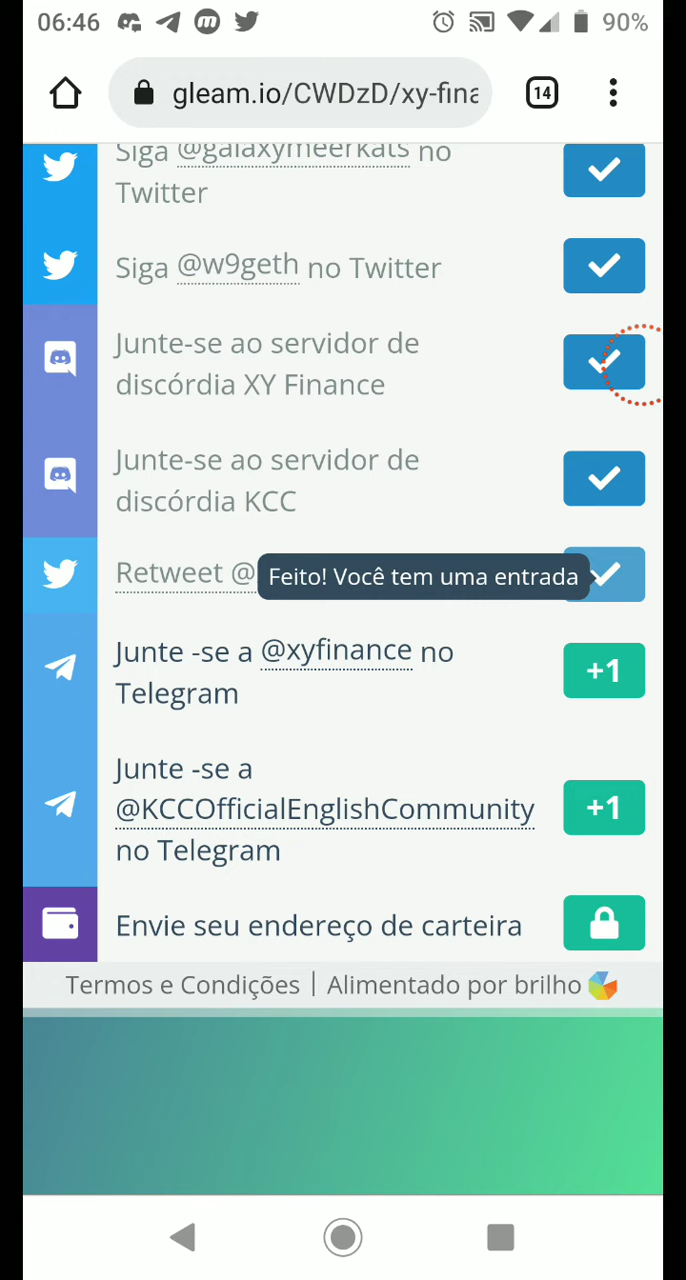 06:46
90%
gleam.io/CWDzD/xy-fina
14
Siga @galaxymeerkats no
Twitter
Siga @w9geth no Twitter
Junte-se ao servidor de
discórdia XY Finance
Junte-se ao servidor de
discórdia KCC
Retweet @
Feito! Você tem uma entrada
Junte -se a @xyfinance no
Telegram
+1
Junte -se a
@KCCOfficialEnglishCommunity
no Telegram
+1
Envie seu endereço de carteira
Termos e Condições | Alimentado por brilho